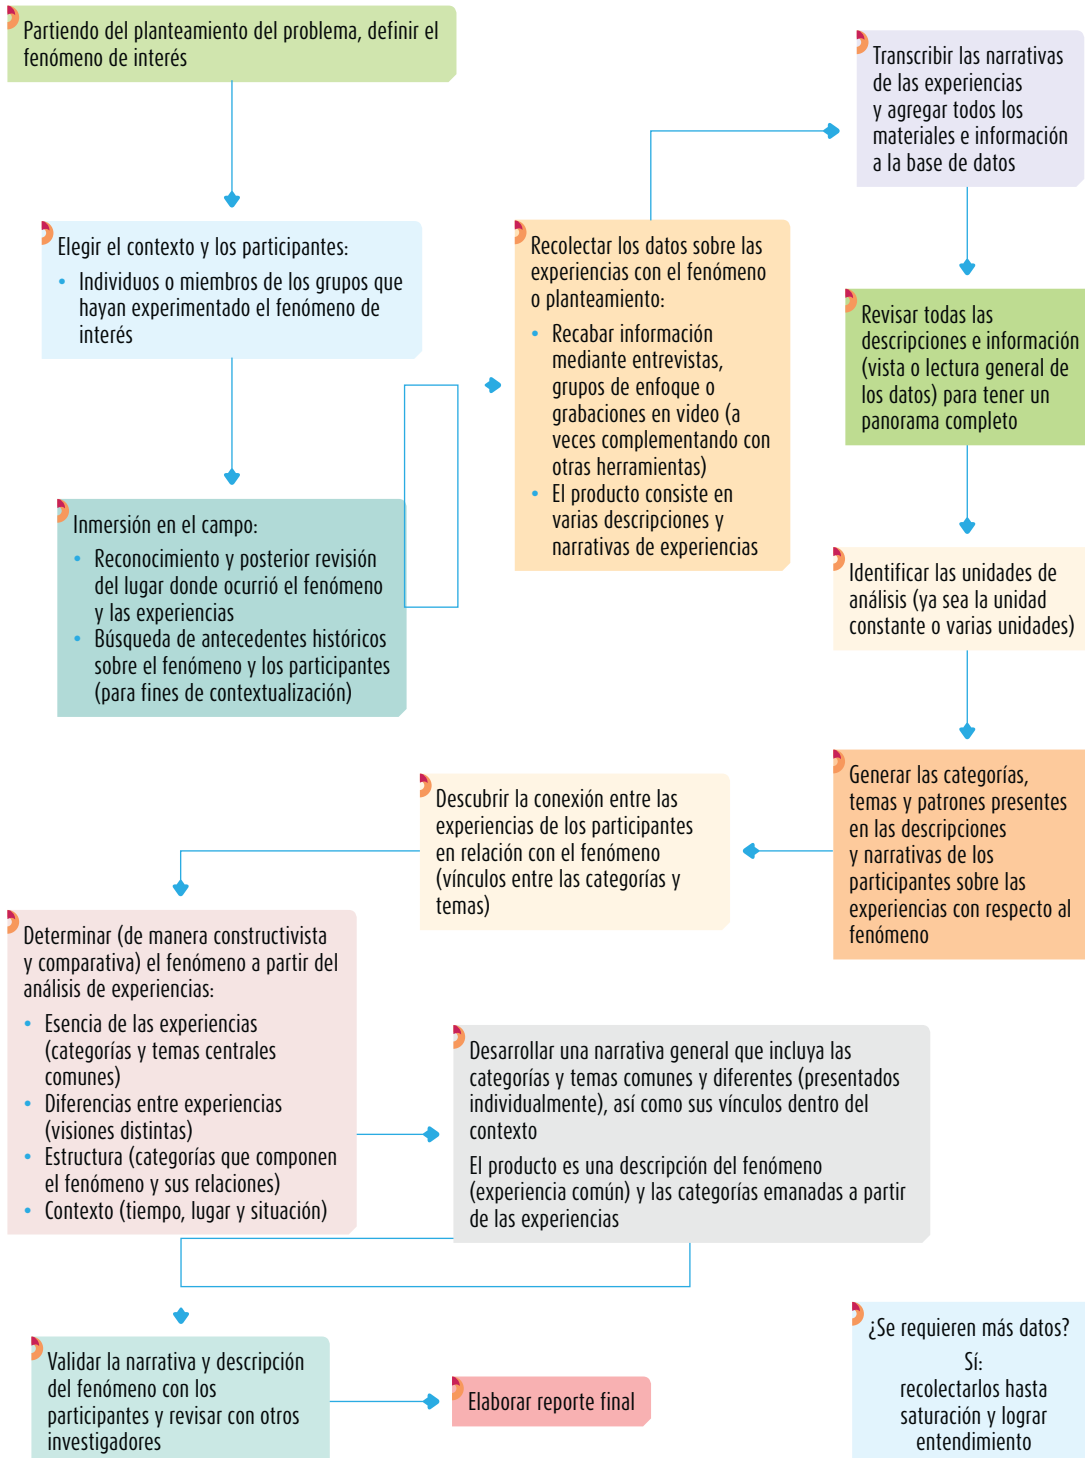 Partiendo del planteamiento del problema, definir el
fenómeno de interés
Elegir el contexto y los participantes:
• Individuos o miembros de los grupos que
hayan experimentado el fenómeno de
interés
Inmersión en el campo:
• Reconocimiento y posterior revisión
del lugar donde ocurrió el fenómeno
y las experiencias
• Búsqueda de antecedentes históricos
sobre el fenómeno y los participantes
(para fines de contextualización)
Recolectar los datos sobre las
experiencias con el fenómeno
o planteamiento:
• Recabar información
mediante entrevistas,
grupos de enfoque o
grabaciones en video (a
veces complementando con
otras herramientas)
• El producto consiste en
varias descripciones y
narrativas de experiencias
Transcribir las narrativas
de las experiencias
y agregar todos los
materiales e información
a la base de datos
Revisar todas las
descripciones e información
(vista o lectura general de
los datos) para tener un
panorama completo
Identificar las unidades de
análisis (ya sea la unidad
constante o varias unidades)
Generar las categorías,
temas y patrones presentes
en las descripciones
y narrativas de los
participantes sobre las
experiencias con respecto al
fenómeno
Descubrir la conexión entre las
experiencias de los participantes
en relación con el fenómeno
(vínculos entre las categorías y
temas)
Determinar (de manera constructivista
y comparativa) el fenómeno a partir del
análisis de experiencias:
• Esencia de las experiencias
(categorías y temas centrales
comunes)
• Diferencias entre experiencias
(visiones distintas)
• Estructura (categorías que componen
el fenómeno y sus relaciones)
• Contexto (tiempo, lugar y situación)
Desarrollar una narrativa general que incluya las
categorías y temas comunes y diferentes (presentados
individualmente), así como sus vínculos dentro del
contexto
El producto es una descripción del fenómeno
(experiencia común) y las categorías emanadas a partir
de las experiencias
Validar la narrativa y descripción
del fenómeno con los
participantes y revisar con otros
investigadores
Elaborar reporte final
¿Se requieren más datos?
Sí:
recolectarlos hasta
saturación y lograr
entendimiento